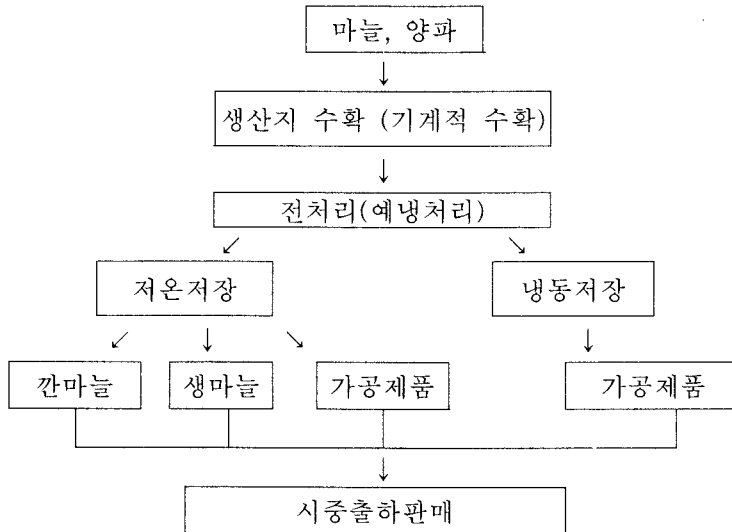 마늘, 양파
↓
생산지 수확 (기계적 수확)
↓
전처리(예냉처리)
↙ ↘
저온저장 냉동저장
↙ ↓ ↘ ↓
깐마늘 생마늘 가공제품 가공제품
↓
시중출하판매